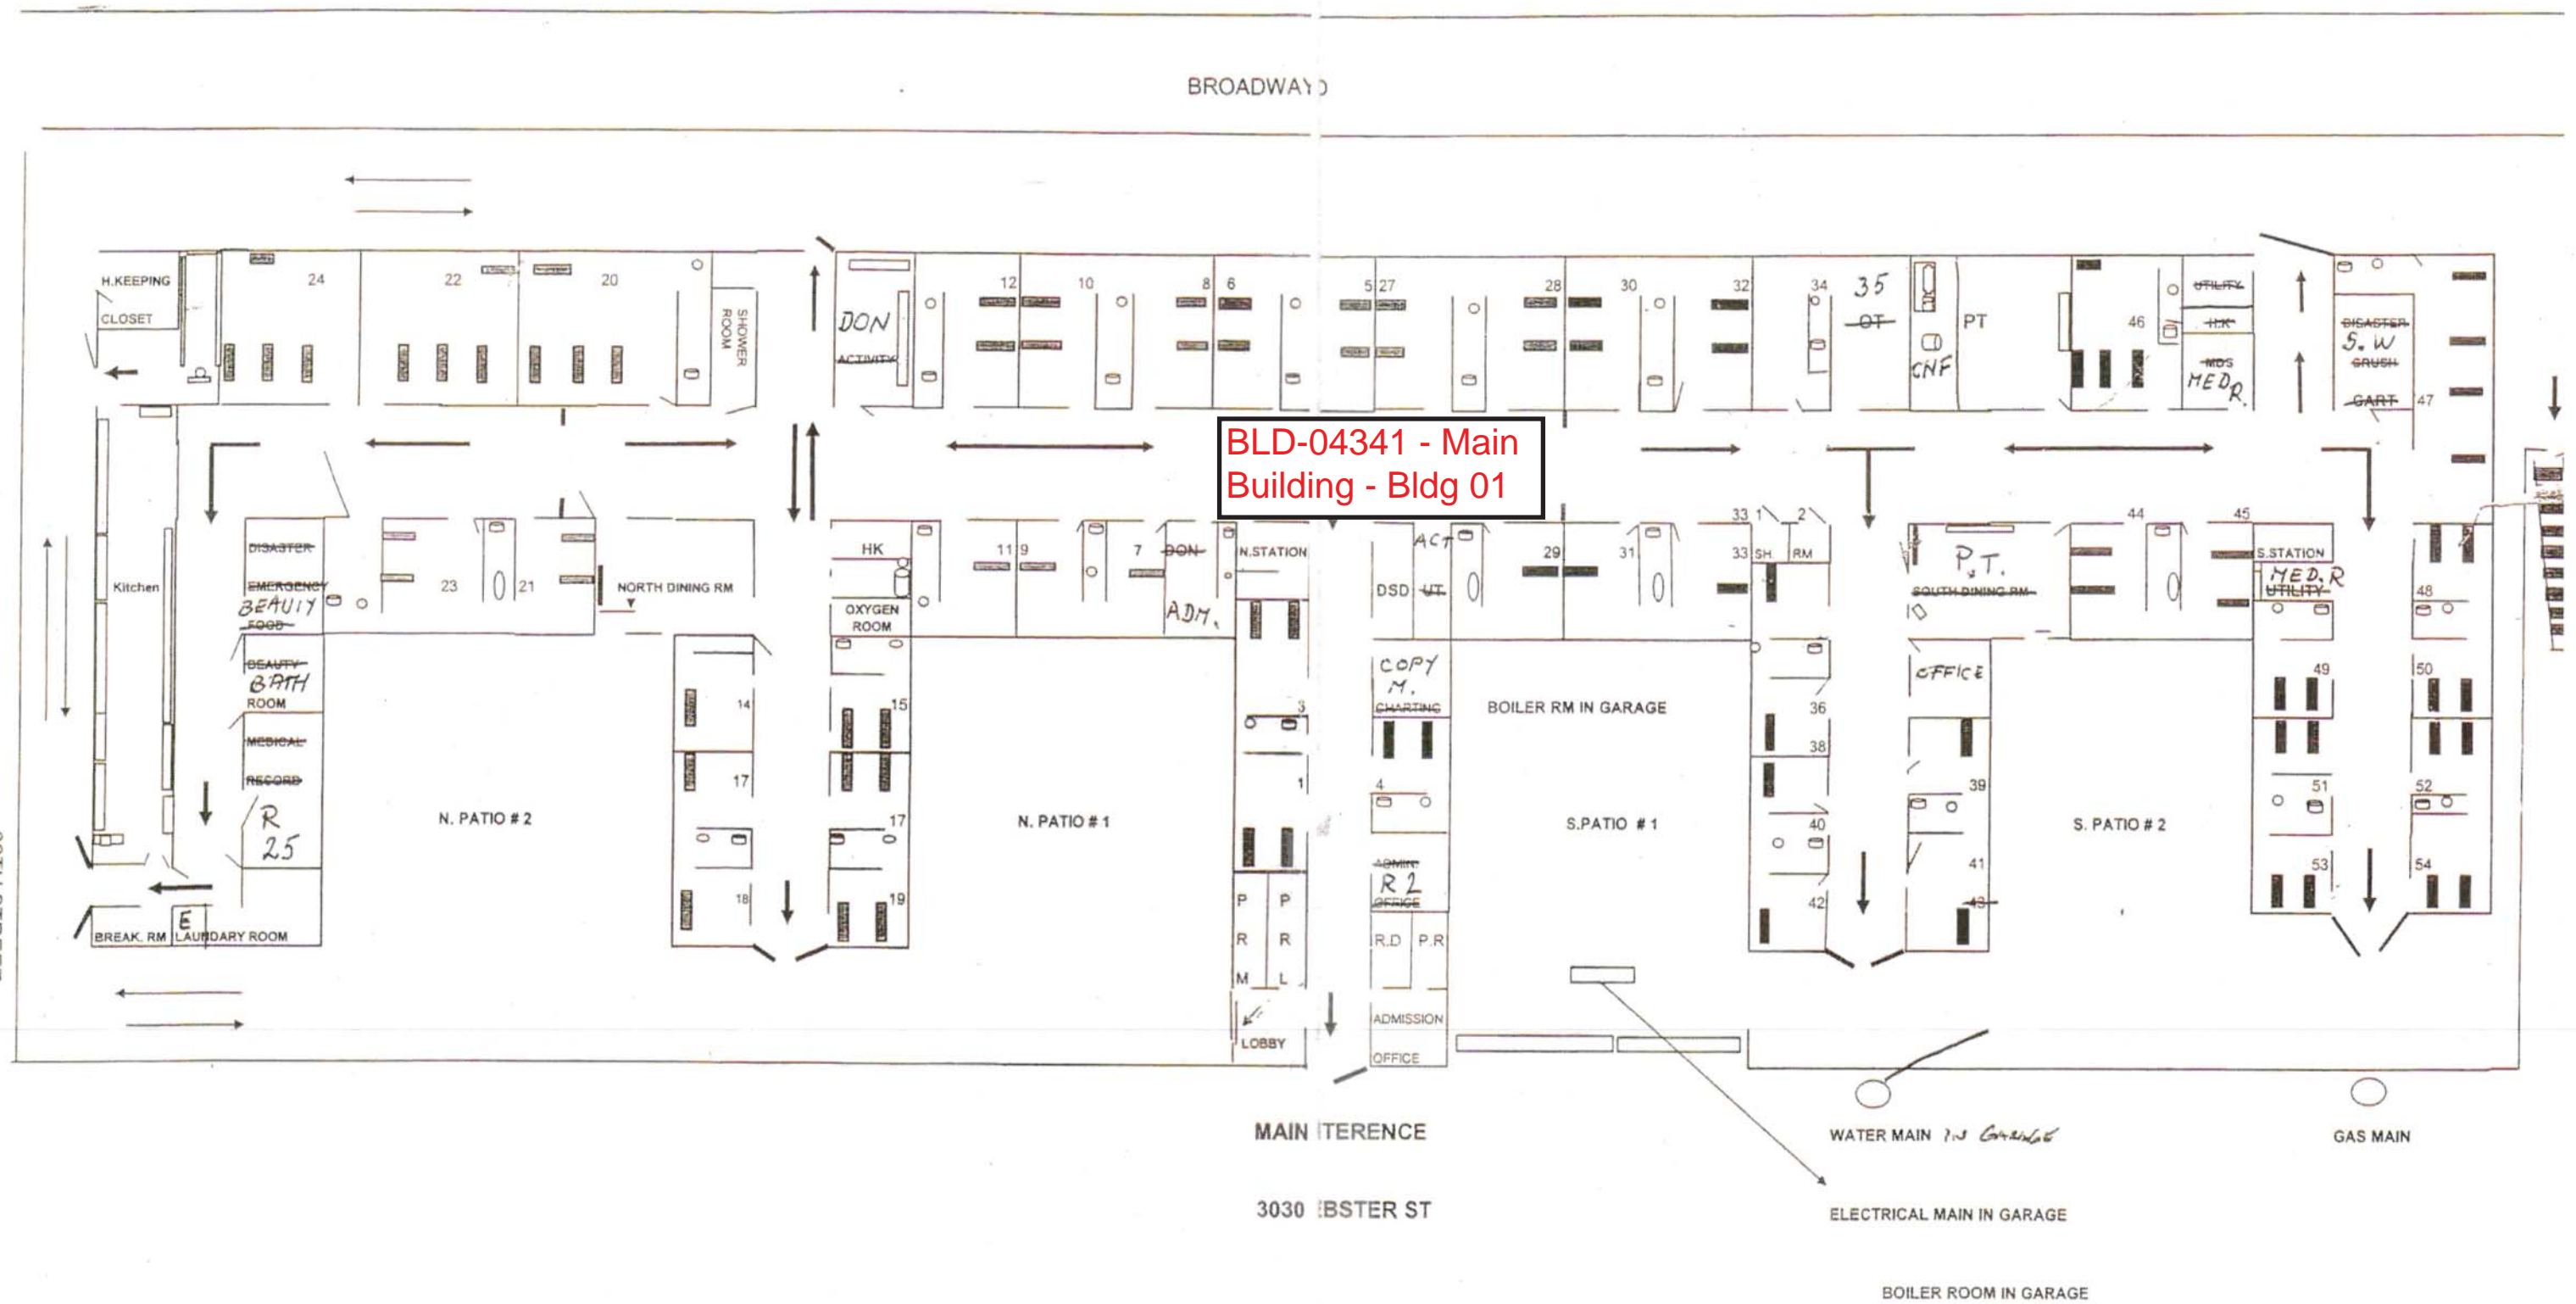 BROADWAY
H.KEEPING
CLOSET
24
22
20
SHOWER
ROOM
DON
ACTIVITY
12
10
8
6
5
27
28
30
32
34
35
OT
CNF
PT
46
UTILITY
H.K
MDS
MED R.
DISASTER
S.W
CRUSH
CART
47
BLD-04341 - Main
Building - Bldg 01
Kitchen
DISASTER
EMERGENCY
BEAUTY
FOOD
23
21
NORTH DINING RM
HK
OXYGEN
ROOM
11
9
7
DON
ADM.
N.STATION
DSD
ACT
UT
29
31
33
33
1
2
SH
RM
P.T.
SOUTH DINING RM
44
45
S.STATION
MED.R
UTILITY
48
BEAUTY
BATH
ROOM
MEDICAL
RECORD
R
25
N. PATIO # 2
14
17
18
15
17
19
N. PATIO # 1
3
1
COPY
M.
CHARTING
4
ADMIN.
R 2
OFFICE
BOILER RM IN GARAGE
S.PATIO # 1
36
38
40
42
OFFICE
39
41
43
S. PATIO # 2
49
51
53
50
52
54
BREAK. RM
E
LAUNDARY ROOM
P
R
M
P
R
L
R.D
P.R
LOBBY
ADMISSION
OFFICE
MAIN TERENCE
WATER MAIN IN GARAGE
GAS MAIN
3030 EBSTER ST
ELECTRICAL MAIN IN GARAGE
BOILER ROOM IN GARAGE